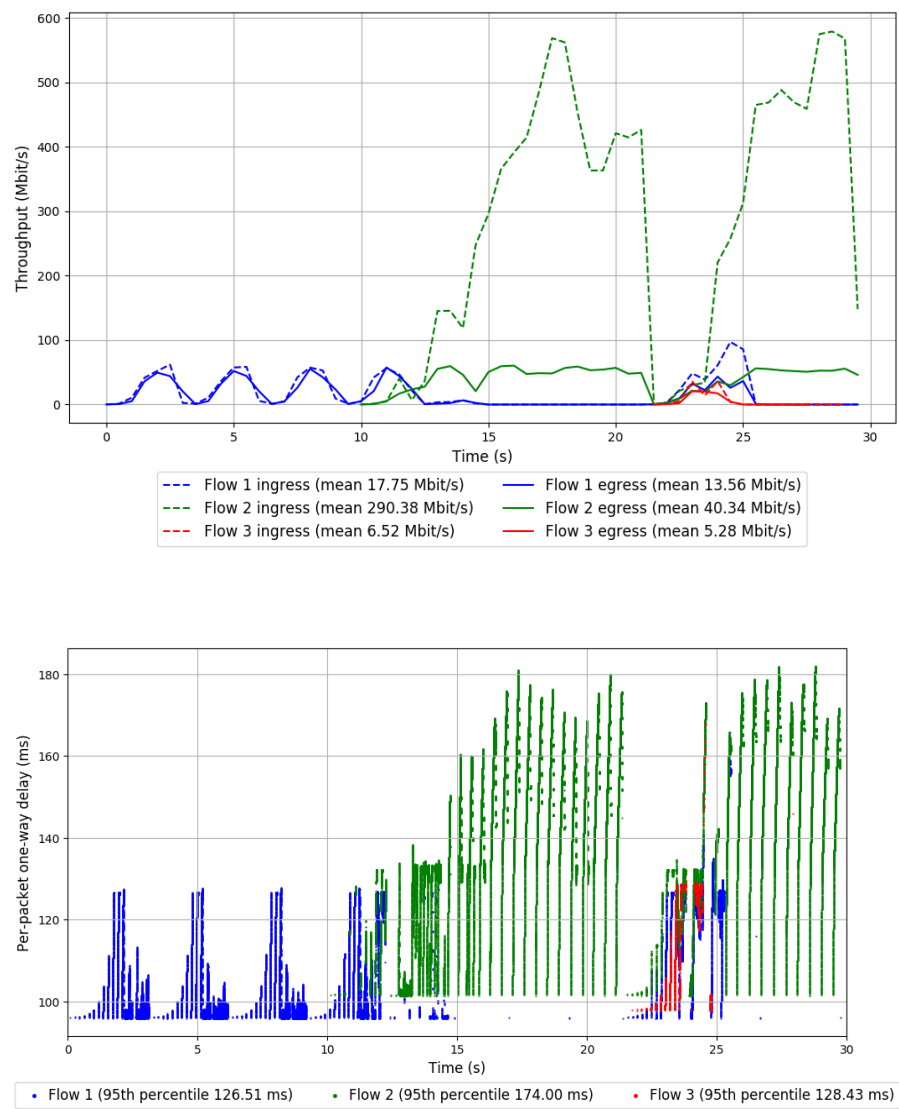 600
500
400
300
200
100
0
Throughput (Mbit/s)
0 5 10 15 20 25 30
Time (s)
Flow 1 ingress (mean 17.75 Mbit/s) Flow 1 egress (mean 13.56 Mbit/s)
Flow 2 ingress (mean 290.38 Mbit/s) Flow 2 egress (mean 40.34 Mbit/s)
Flow 3 ingress (mean 6.52 Mbit/s) Flow 3 egress (mean 5.28 Mbit/s)
180
160
140
120
100
Per-packet one-way delay (ms)
0 5 10 15 20 25 30
Time (s)
Flow 1 (95th percentile 126.51 ms) Flow 2 (95th percentile 174.00 ms) Flow 3 (95th percentile 128.43 ms)